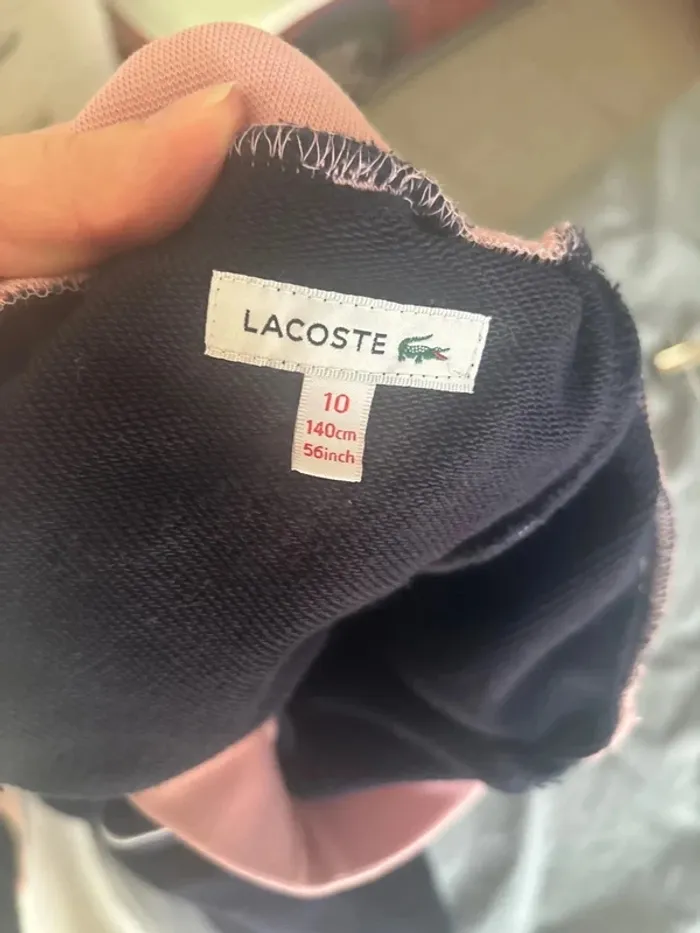 LACOSTE
10
140cm
56inch